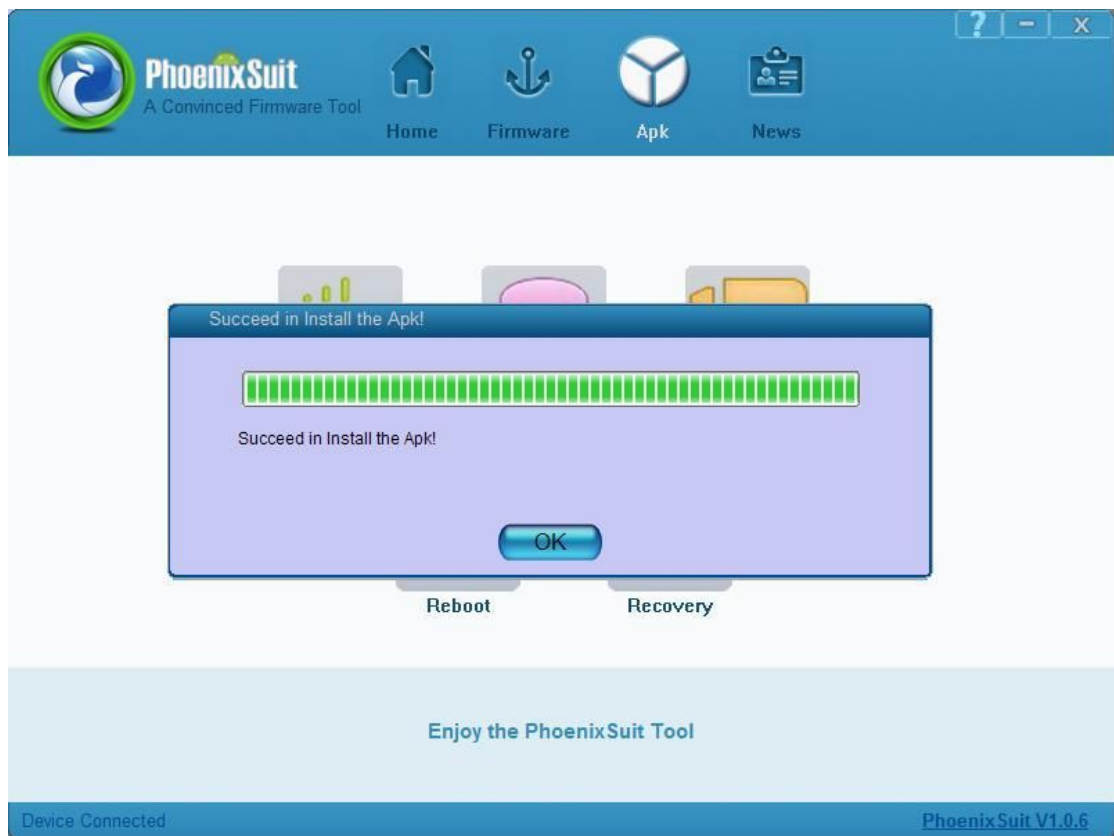 ? - X
PhoenixSuit
A Convinced Firmware Tool
Home Firmware Apk News
Succeed in Install the Apk!
Succeed in Install the Apk!
OK
Reboot Recovery
Enjoy the PhoenixSuit Tool
Device Connected PhoenixSuit V1.0.6